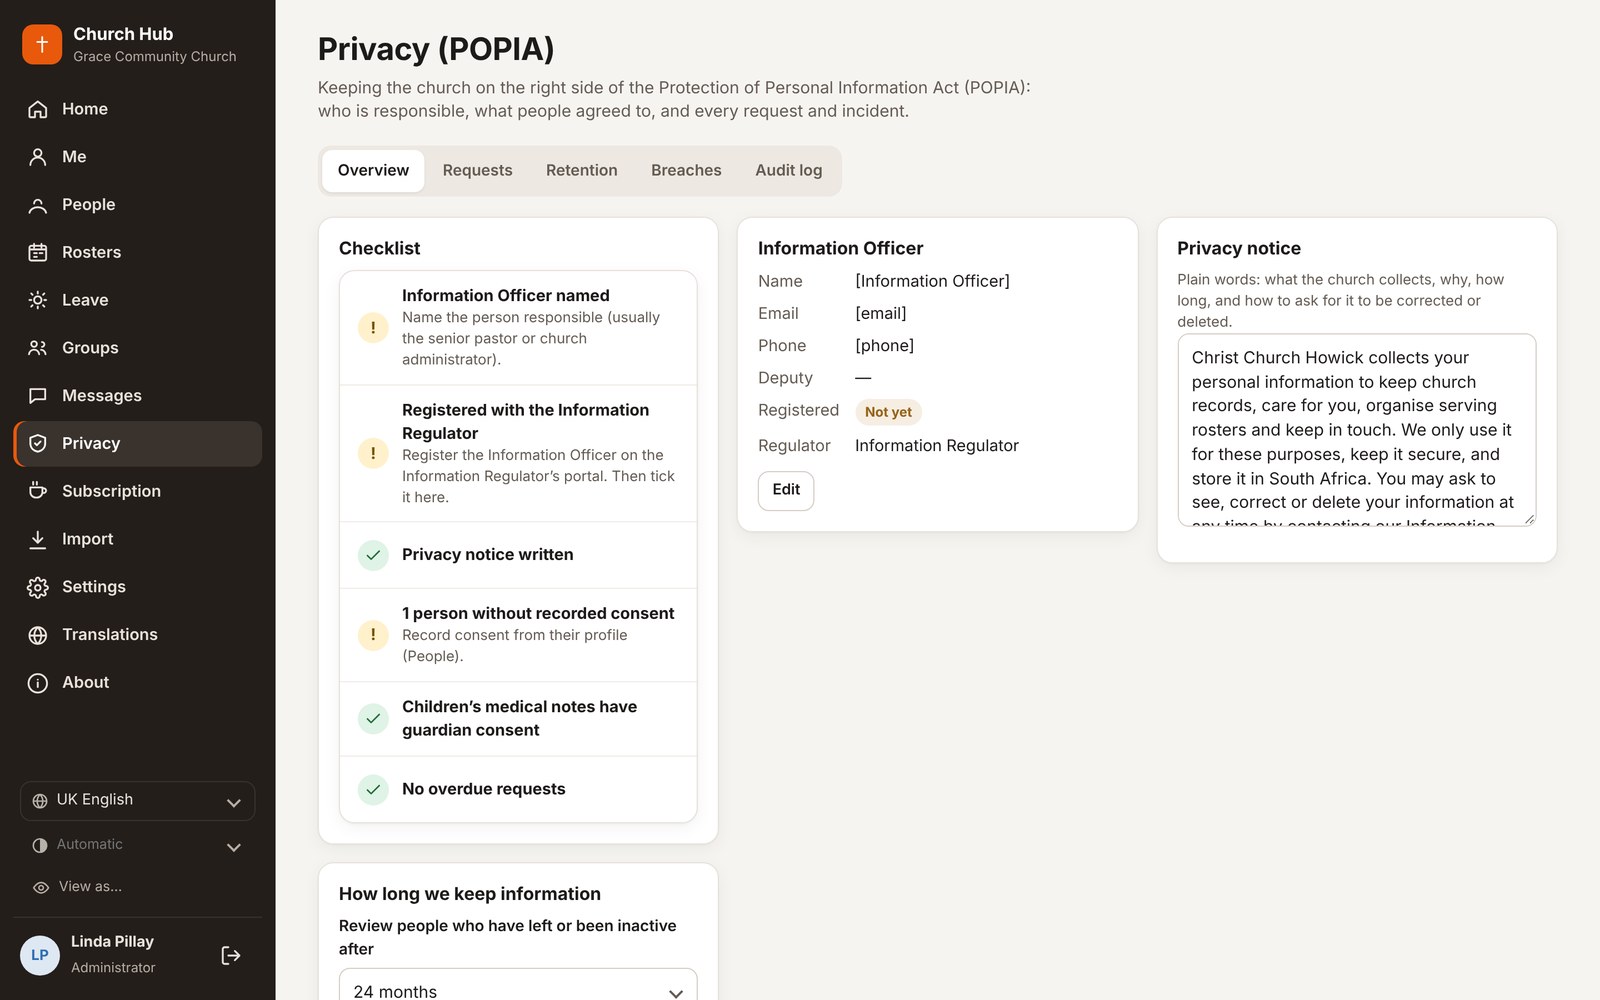 Church Hub
Grace Community Church
Home
Me
People
Rosters
Leave
Groups
Messages
Privacy
Subscription
Import
Settings
Translations
About
UK English
Automatic
View as...
LP
Linda Pillay
Administrator
Privacy (POPIA)
Keeping the church on the right side of the Protection of Personal Information Act (POPIA):
who is responsible, what people agreed to, and every request and incident.
Overview
Requests
Retention
Breaches
Audit log
Checklist
!
Information Officer named
Name the person responsible (usually
the senior pastor or church
administrator).
!
Registered with the Information
Regulator
Register the Information Officer on the
Information Regulator’s portal. Then tick
it here.
Privacy notice written
!
1 person without recorded consent
Record consent from their profile
(People).
Children’s medical notes have
guardian consent
No overdue requests
How long we keep information
Review people who have left or been inactive
after
24 months
Information Officer
Name [Information Officer]
Email [email]
Phone [phone]
Deputy —
Registered Not yet
Regulator Information Regulator
Edit
Privacy notice
Plain words: what the church collects, why, how
long, and how to ask for it to be corrected or
deleted.
Christ Church Howick collects your
personal information to keep church
records, care for you, organise serving
rosters and keep in touch. We only use it
for these purposes, keep it secure, and
store it in South Africa. You may ask to
see, correct or delete your information at
any time by contacting our Information